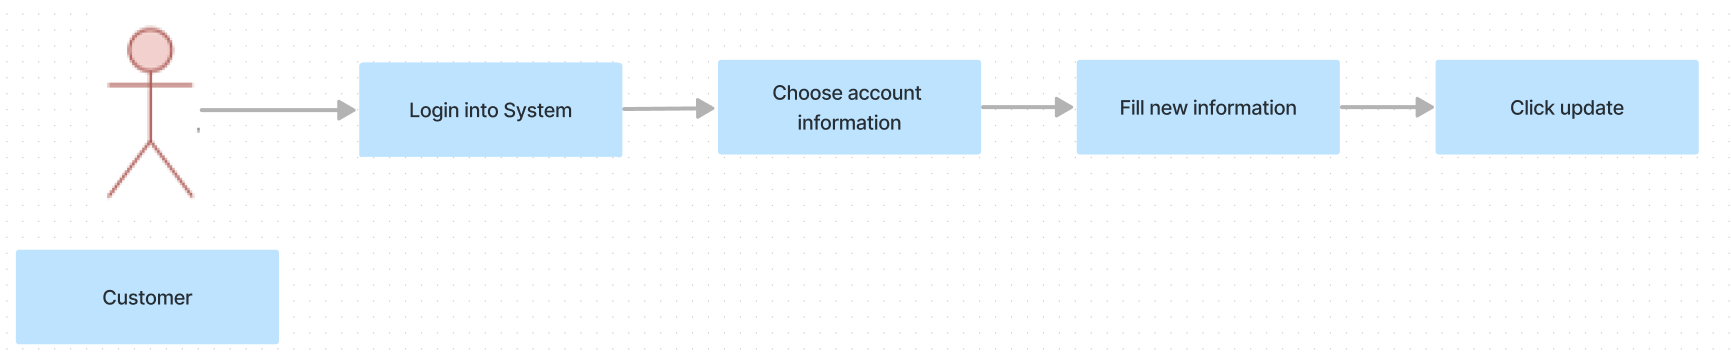 Login into System
Choose account
information
Fill new information
Click update
Customer